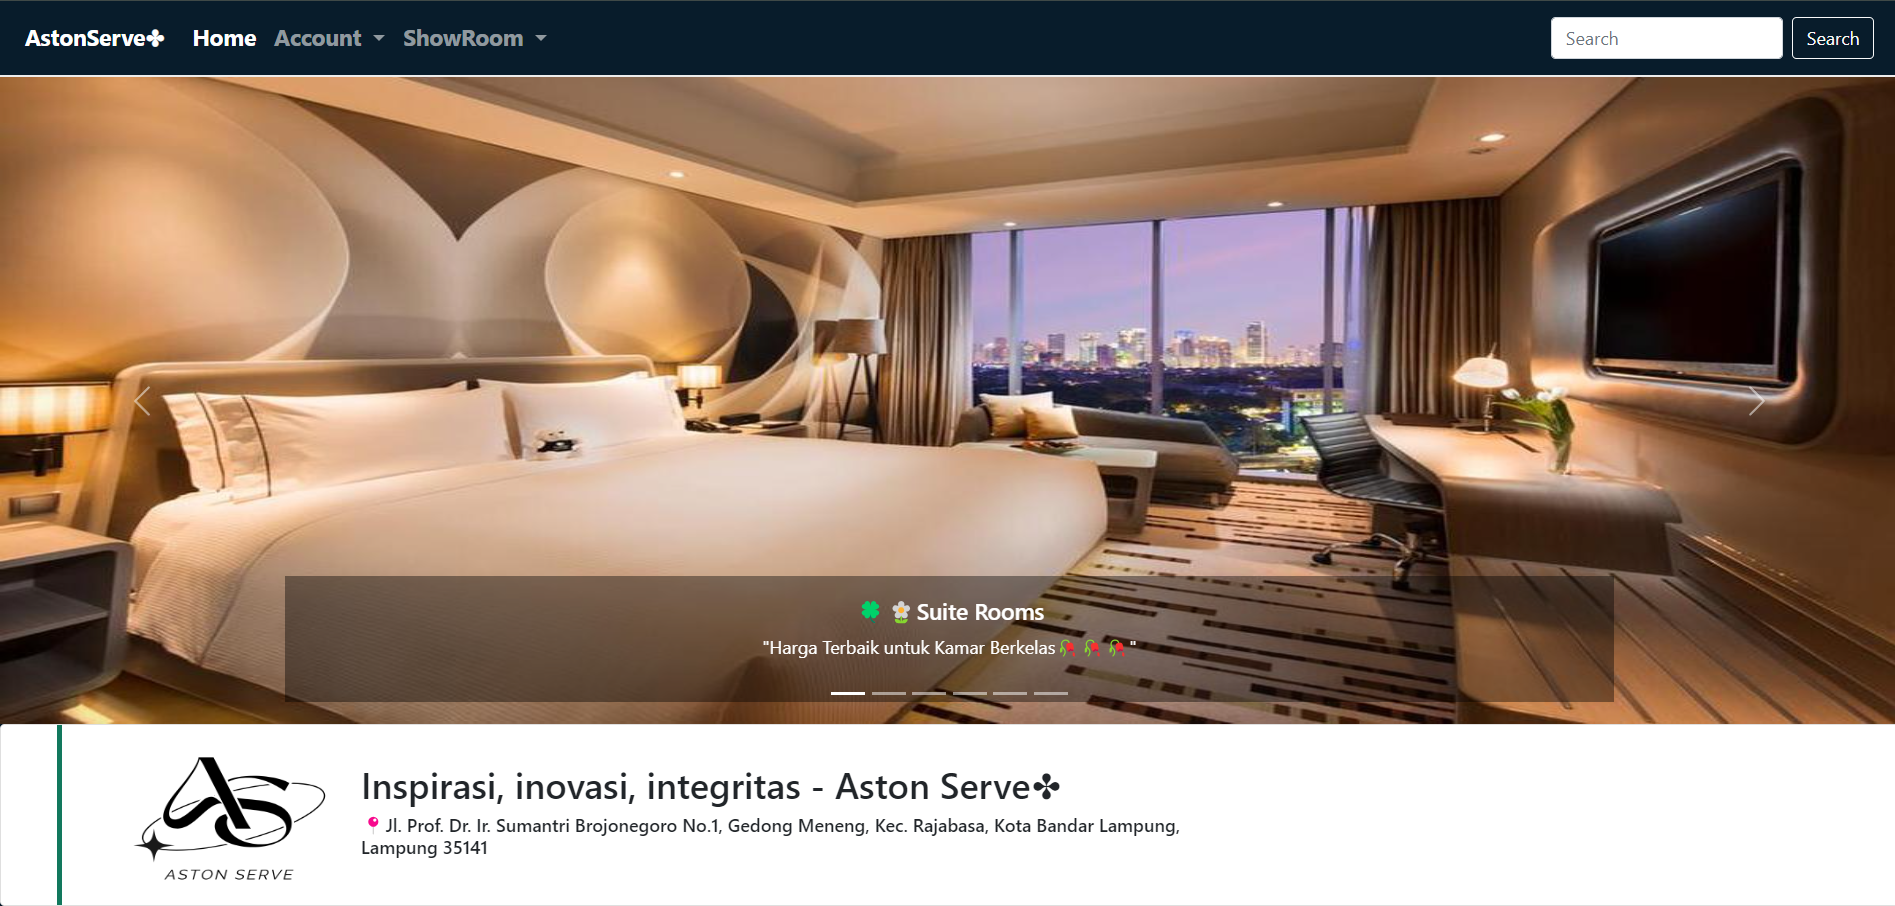 AstonServe✤ Home Account ShowRoom Search Search
🍀 🌼Suite Rooms
"Harga Terbaik untuk Kamar Berkelas🥀🥀🥀"
AS
ASTON SERVE
Inspirasi, inovasi, integritas - Aston Serve✤
📍Jl. Prof. Dr. Ir. Sumantri Brojonegoro No.1, Gedong Meneng, Kec. Rajabasa, Kota Bandar Lampung,
Lampung 35141